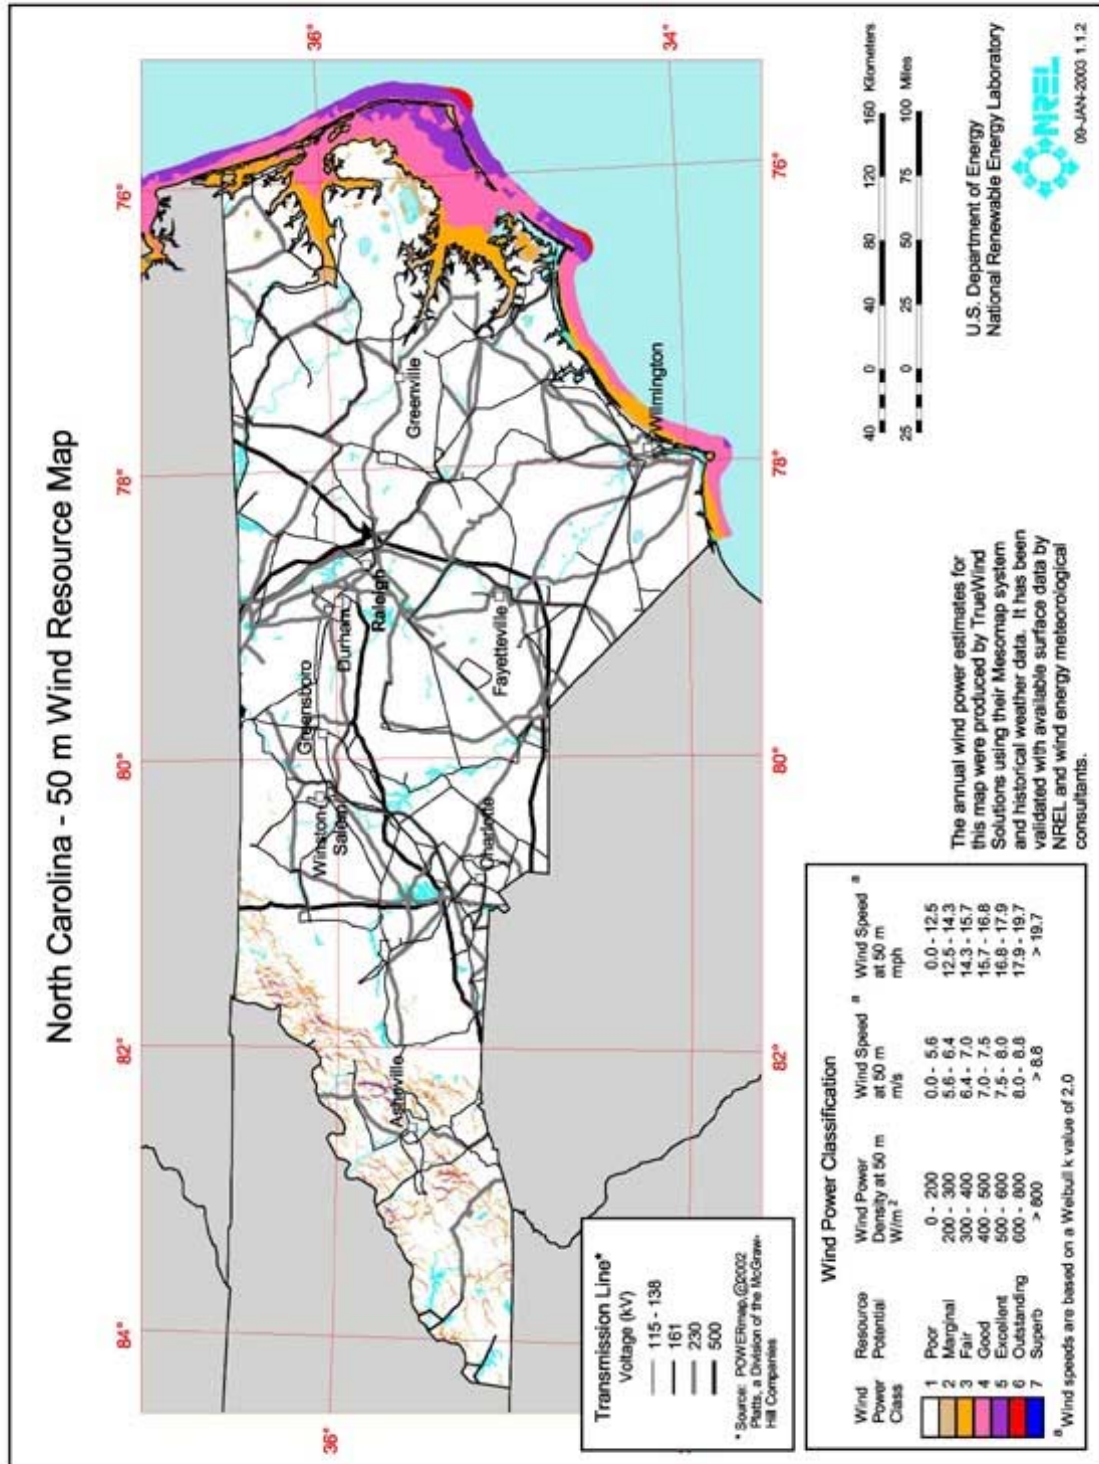 North Carolina - 50 m Wind Resource Map
84°
82°
80°
78°
76°
36°
36°
34°
Asheville
Winston
Salem
Greensboro
Durham
Raleigh
Charlotte
Fayetteville
Greenville
Wilmington
82°
80°
78°
76°
Transmission Line*
Voltage (kV)
115 - 138
161
230
500
* Source: POWERmap,©2002
Platts, a Division of the McGraw-
Hill Companies
Wind Power Classification
Wind Power Class Resource Potential Wind Power Density at 50 m W/m² Wind Speed ª at 50 m m/s Wind Speed ª at 50 m mph
1 Poor 0 - 200 0.0 - 5.6 0.0 - 12.5
2 Marginal 200 - 300 5.6 - 6.4 12.5 - 14.3
3 Fair 300 - 400 6.4 - 7.0 14.3 - 15.7
4 Good 400 - 500 7.0 - 7.5 15.7 - 16.8
5 Excellent 500 - 600 7.5 - 8.0 16.8 - 17.9
6 Outstanding 600 - 800 8.0 - 8.8 17.9 - 19.7
7 Superb > 800 > 8.8 > 19.7
ª Wind speeds are based on a Weibull k value of 2.0
The annual wind power estimates for
this map were produced by TrueWind
Solutions using their Mesomap system
and historical weather data. It has been
validated with available surface data by
NREL and wind energy meteorological
consultants.
40 0 40 80 120 160 Kilometers
25 0 25 50 75 100 Miles
U.S. Department of Energy
National Renewable Energy Laboratory
NREL
09-JAN-2003 1.1.2